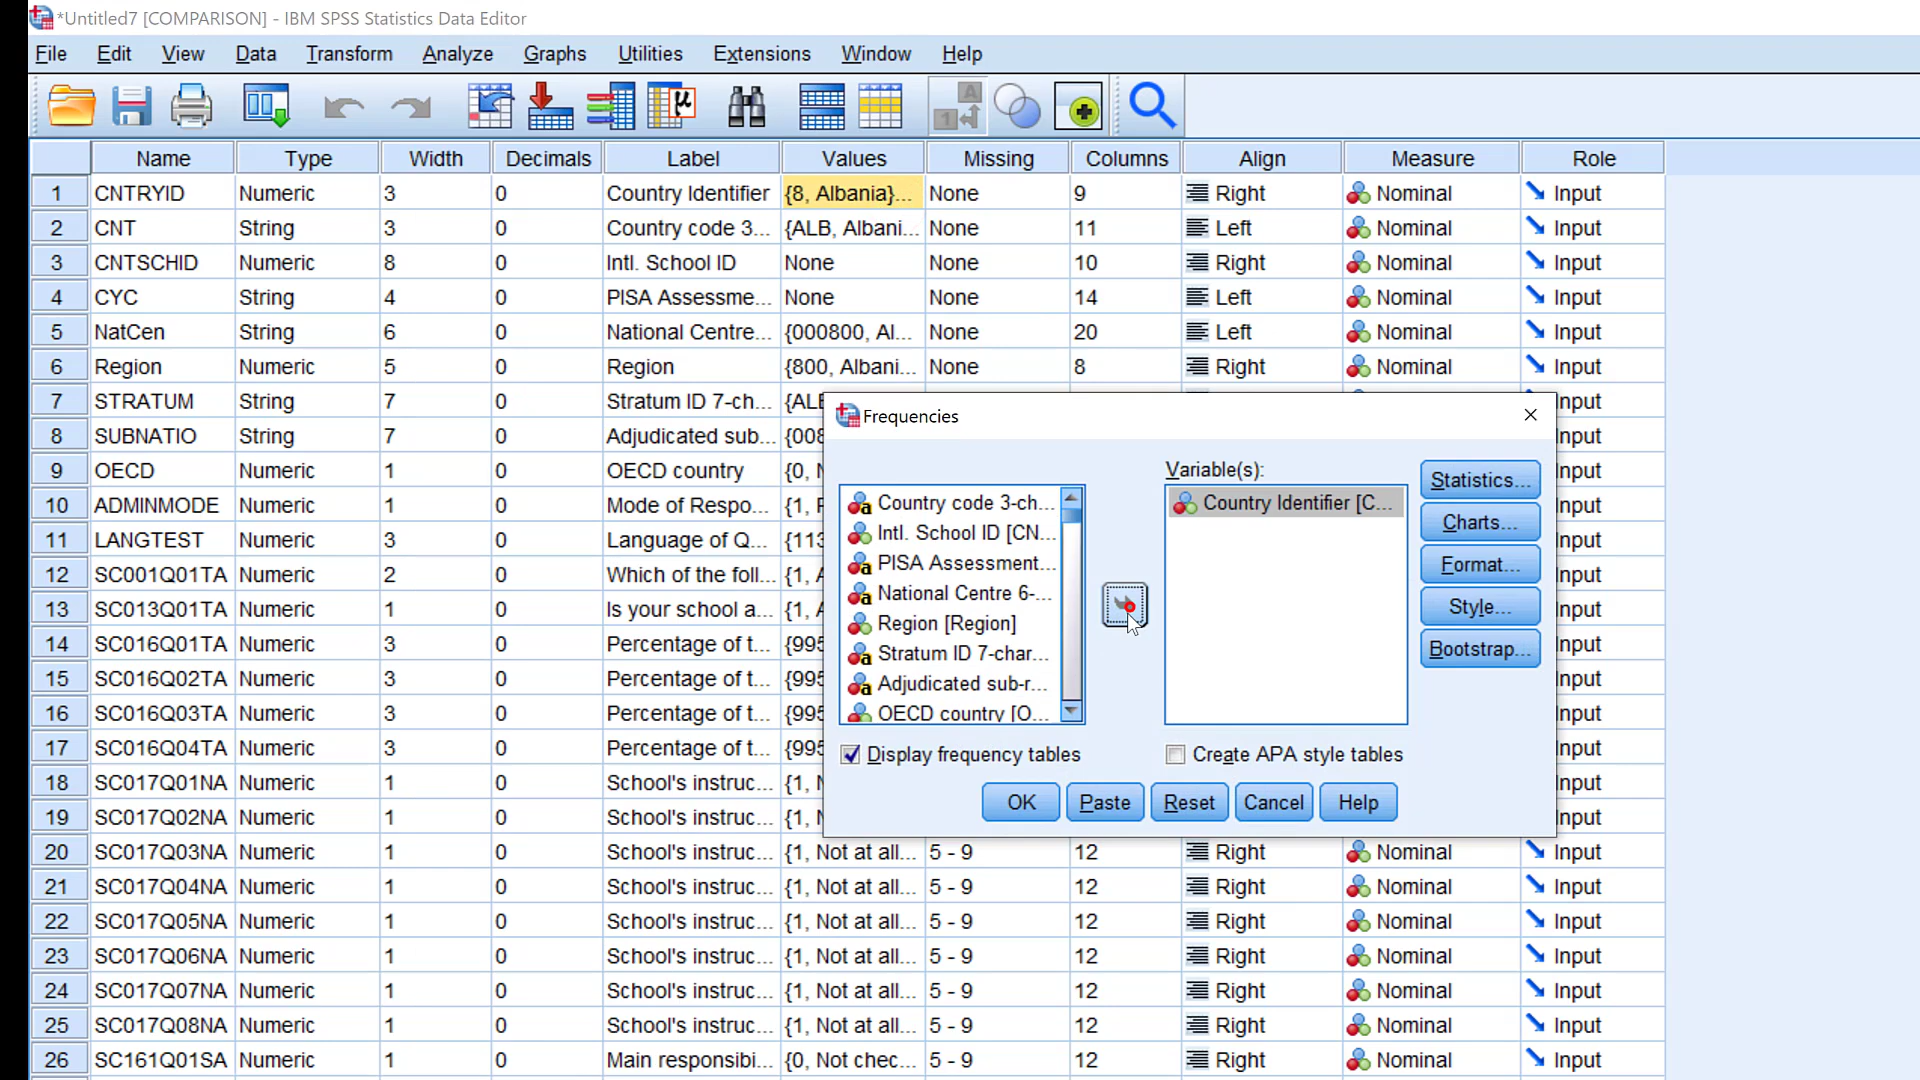 *Untitled7 [COMPARISON] - IBM SPSS Statistics Data Editor
File Edit View Data Transform Analyze Graphs Utilities Extensions Window Help
Name Type Width Decimals Label Values Missing Columns Align Measure Role
1 CNTRYID Numeric 3 0 Country Identifier {8, Albania}... None 9 Right Nominal Input
2 CNT String 3 0 Country code 3... {ALB, Albani... None 11 Left Nominal Input
3 CNTSCHID Numeric 8 0 Intl. School ID None None 10 Right Nominal Input
4 CYC String 4 0 PISA Assessme... None None 14 Left Nominal Input
5 NatCen String 6 0 National Centre... {000800, Al... None 20 Left Nominal Input
6 Region Numeric 5 0 Region {800, Albani... None 8 Right Nominal Input
7 STRATUM String 7 0 Stratum ID 7-ch... {ALB Input
8 SUBNATIO String 7 0 Adjudicated sub... {008 Input
9 OECD Numeric 1 0 OECD country {0, N Input
10 ADMINMODE Numeric 1 0 Mode of Respo... {1, Input
11 LANGTEST Numeric 3 0 Language of Q... {113 Input
12 SC001Q01TA Numeric 2 0 Which of the foll... {1, A Input
13 SC013Q01TA Numeric 1 0 Is your school a... {1, A Input
14 SC016Q01TA Numeric 3 0 Percentage of t... {995 Input
15 SC016Q02TA Numeric 3 0 Percentage of t... {995 Input
16 SC016Q03TA Numeric 3 0 Percentage of t... {995 Input
17 SC016Q04TA Numeric 3 0 Percentage of t... {995 Input
18 SC017Q01NA Numeric 1 0 School's instruc... {1, N Input
19 SC017Q02NA Numeric 1 0 School's instruc... {1, N Input
20 SC017Q03NA Numeric 1 0 School's instruc... {1, Not at all... 5 - 9 12 Right Nominal Input
21 SC017Q04NA Numeric 1 0 School's instruc... {1, Not at all... 5 - 9 12 Right Nominal Input
22 SC017Q05NA Numeric 1 0 School's instruc... {1, Not at all... 5 - 9 12 Right Nominal Input
23 SC017Q06NA Numeric 1 0 School's instruc... {1, Not at all... 5 - 9 12 Right Nominal Input
24 SC017Q07NA Numeric 1 0 School's instruc... {1, Not at all... 5 - 9 12 Right Nominal Input
25 SC017Q08NA Numeric 1 0 School's instruc... {1, Not at all... 5 - 9 12 Right Nominal Input
26 SC161Q01SA Numeric 1 0 Main responsibi... {0, Not chec... 5 - 9 12 Right Nominal Input
Frequencies
Variable(s):
Country code 3-ch...
Intl. School ID [CN...
PISA Assessment...
National Centre 6-...
Region [Region]
Stratum ID 7-char...
Adjudicated sub-r...
OECD country [O...
Country Identifier [C...
Statistics...
Charts...
Format...
Style...
Bootstrap...
Display frequency tables
Create APA style tables
OK Paste Reset Cancel Help